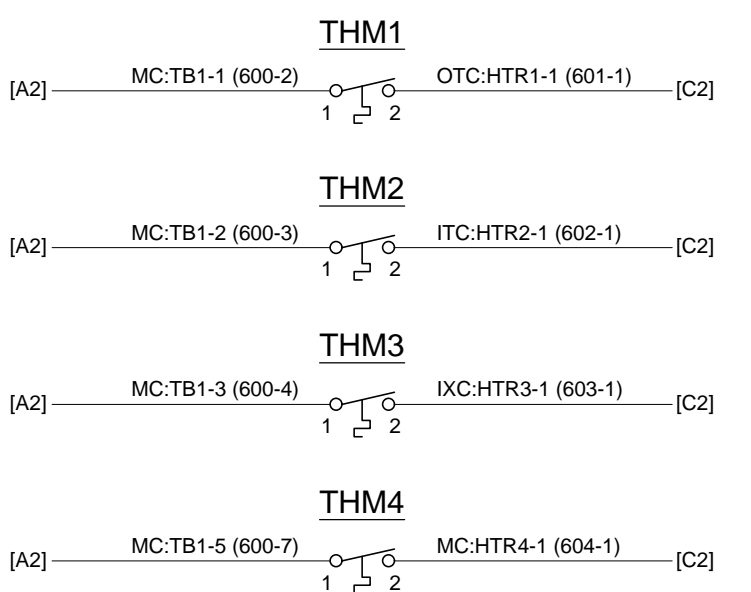 THM1
[A2] MC:TB1-1 (600-2) OTC:HTR1-1 (601-1) [C2]
1 2
THM2
[A2] MC:TB1-2 (600-3) ITC:HTR2-1 (602-1) [C2]
1 2
THM3
[A2] MC:TB1-3 (600-4) IXC:HTR3-1 (603-1) [C2]
1 2
THM4
[A2] MC:TB1-5 (600-7) MC:HTR4-1 (604-1) [C2]
1 2